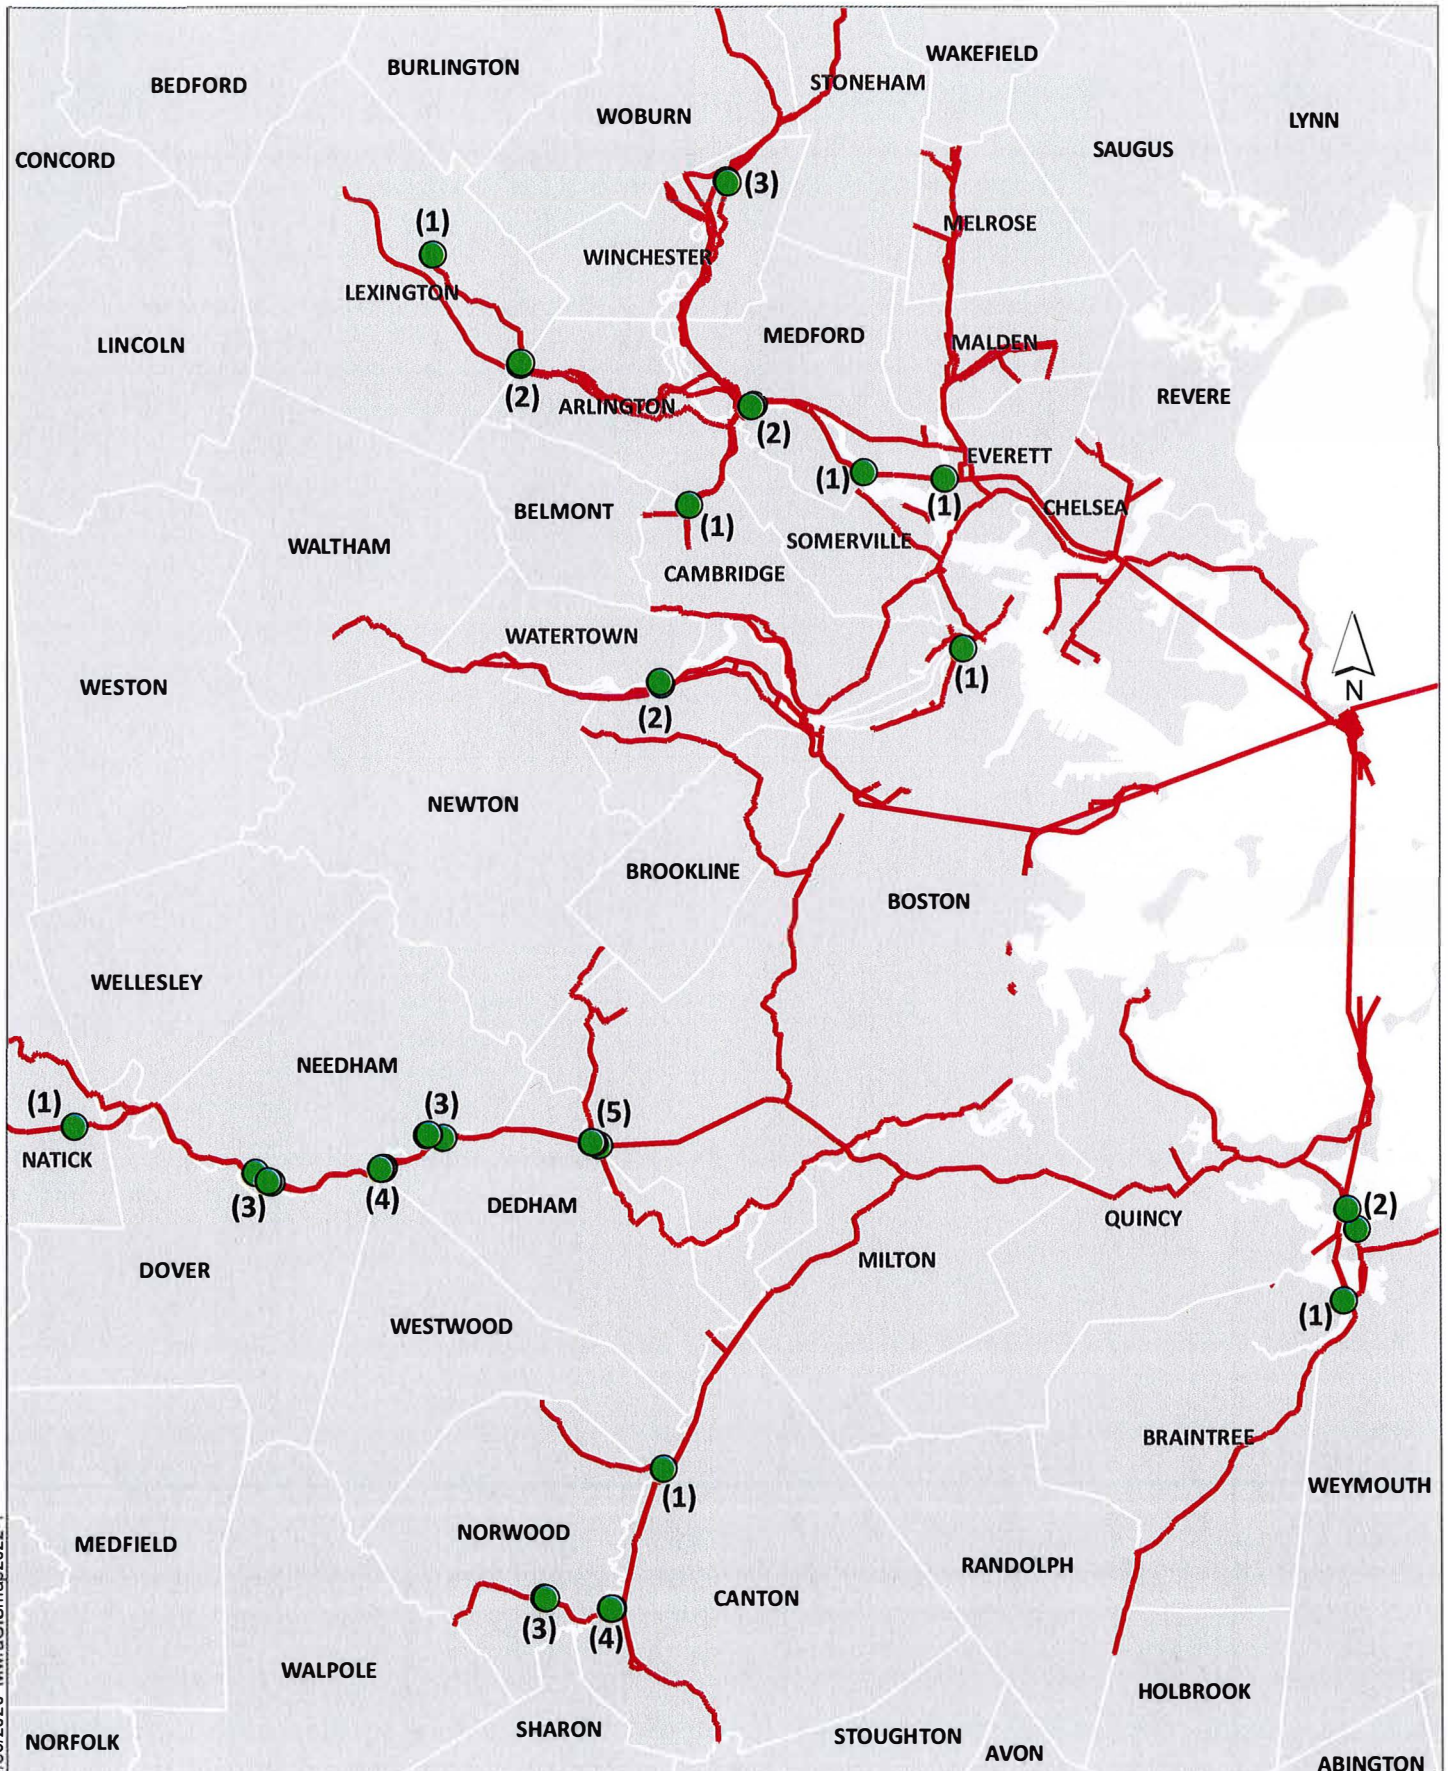 WAKEFIELD
BURLINGTON
STONEHAM
BEDFORD
WOBURN
LYNN
SAUGUS
CONCORD
(3)
(1)
MELROSE
WINCHESTER
LEXINGTON
MEDFORD
MALDEN
LINCOLN
REVERE
(2)
ARLINGTON
(2)
EVERETT
(1)
(1)
CHELSEA
BELMONT
(1)
SOMERVILLE
WALTHAM
CAMBRIDGE
WATERTOWN
(1)
WESTON
N
(2)
NEWTON
BROOKLINE
BOSTON
WELLESLEY
NEEDHAM
(1)
(3)
(5)
NATICK
(3)
(4)
DEDHAM
(2)
QUINCY
MILTON
DOVER
(1)
WESTWOOD
BRAINTREE
WEYMOUTH
(1)
NORWOOD
MEDFIELD
RANDOLPH
CANTON
(3)
(4)
WALPOLE
HOLBROOK
SHARON
STOUGHTON
NORFOLK
AVON
ABINGTON